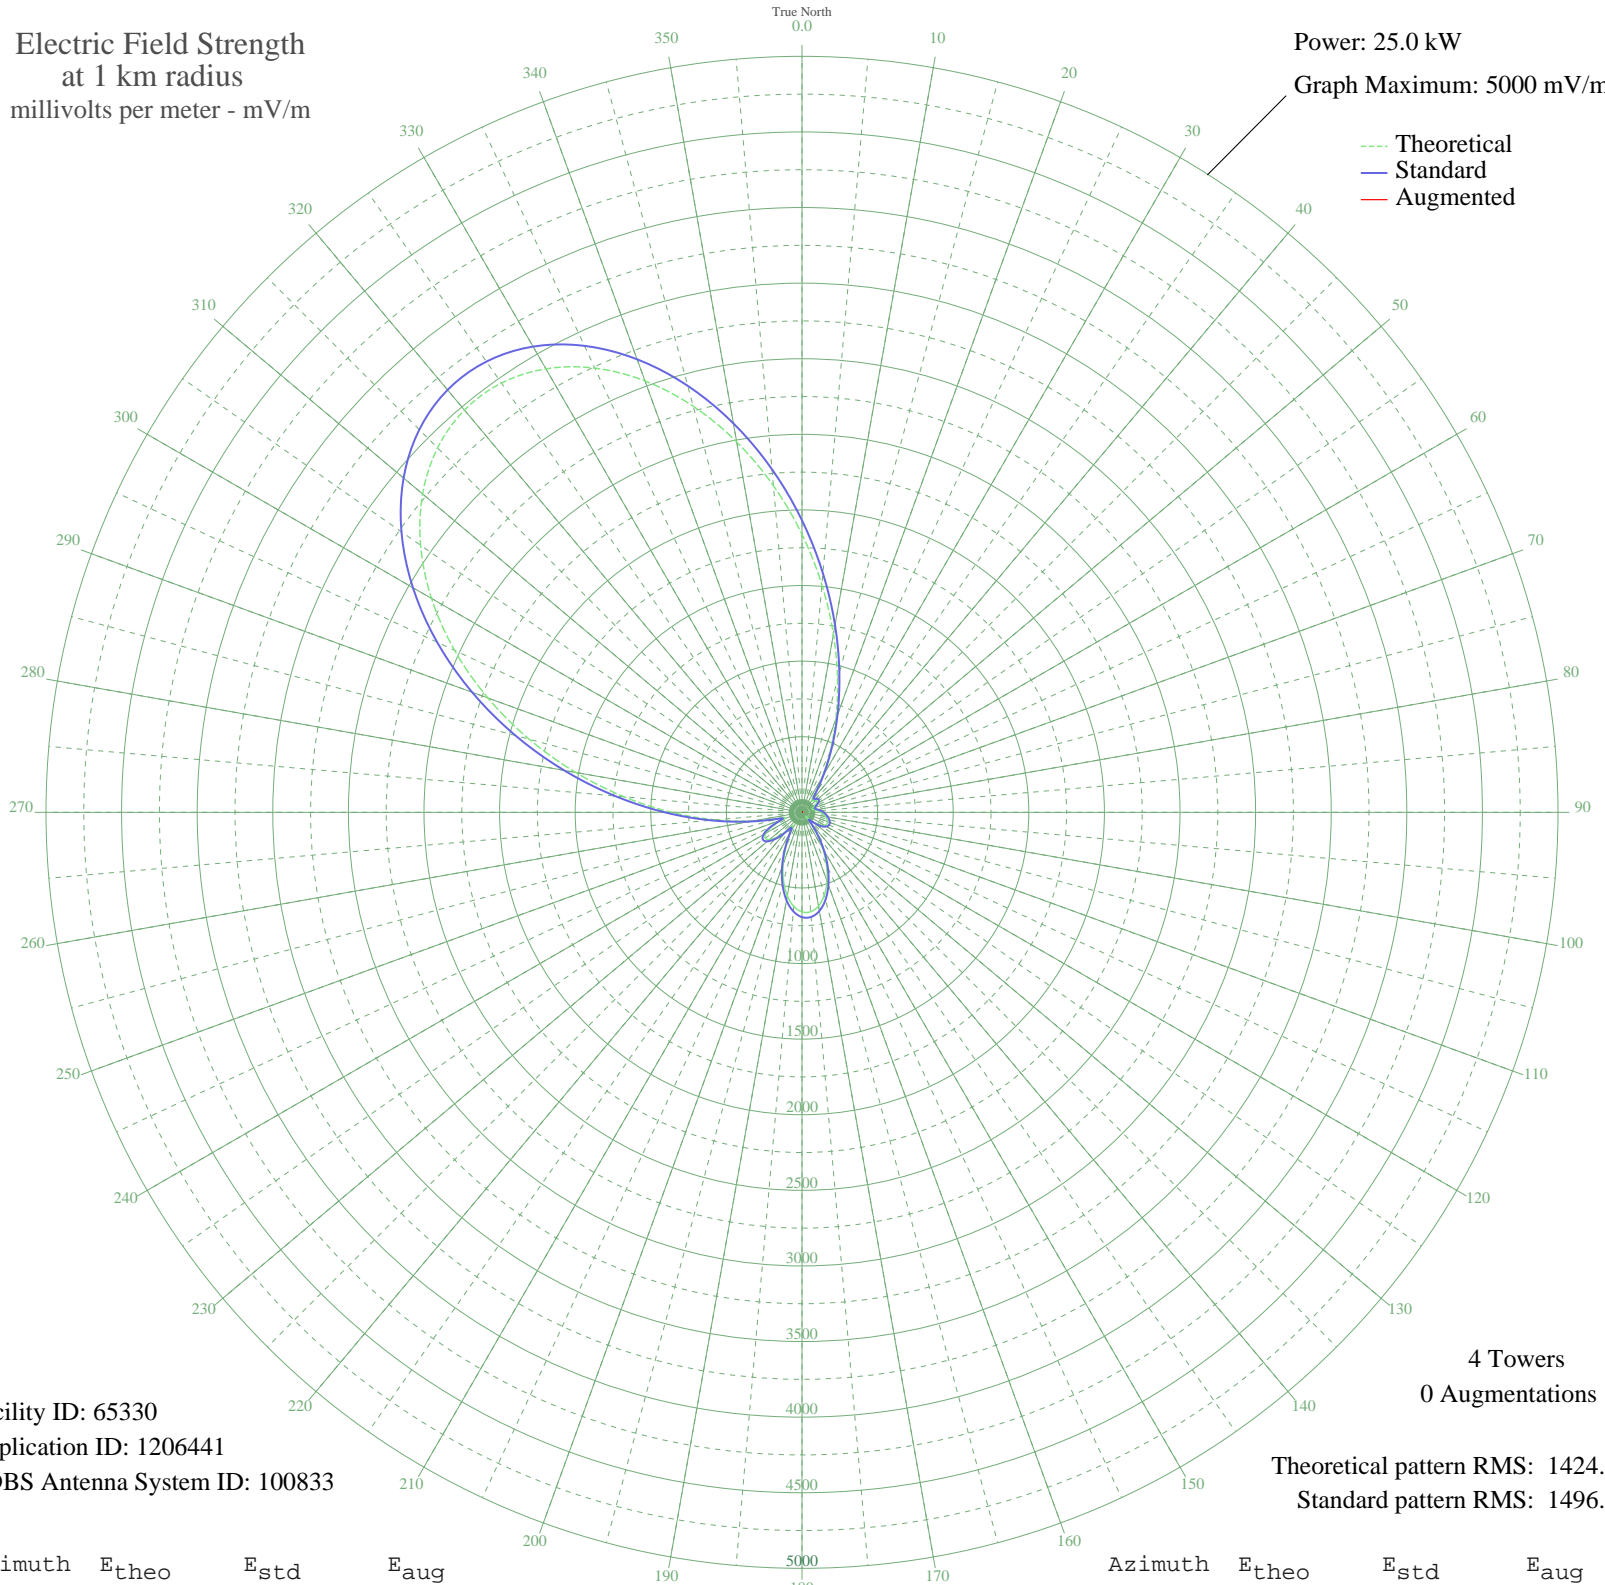 True North
0.0
Electric Field Strength
at 1 km radius
millivolts per meter - mV/m
Power: 25.0 kW
Graph Maximum: 5000 mV/m
Theoretical
Standard
Augmented
10
20
30
40
50
60
70
80
90
100
110
120
130
140
150
160
170
190
200
210
220
230
240
250
260
270
280
290
300
310
320
330
340
350
1000
1500
2000
2500
3000
3500
4000
4500
5000
4 Towers
0 Augmentations
cility ID: 65330
plication ID: 1206441
DBS Antenna System ID: 100833
Theoretical pattern RMS: 1424.
Standard pattern RMS: 1496.
imuth Etheo Estd Eaug
Azimuth Etheo Estd Eaug